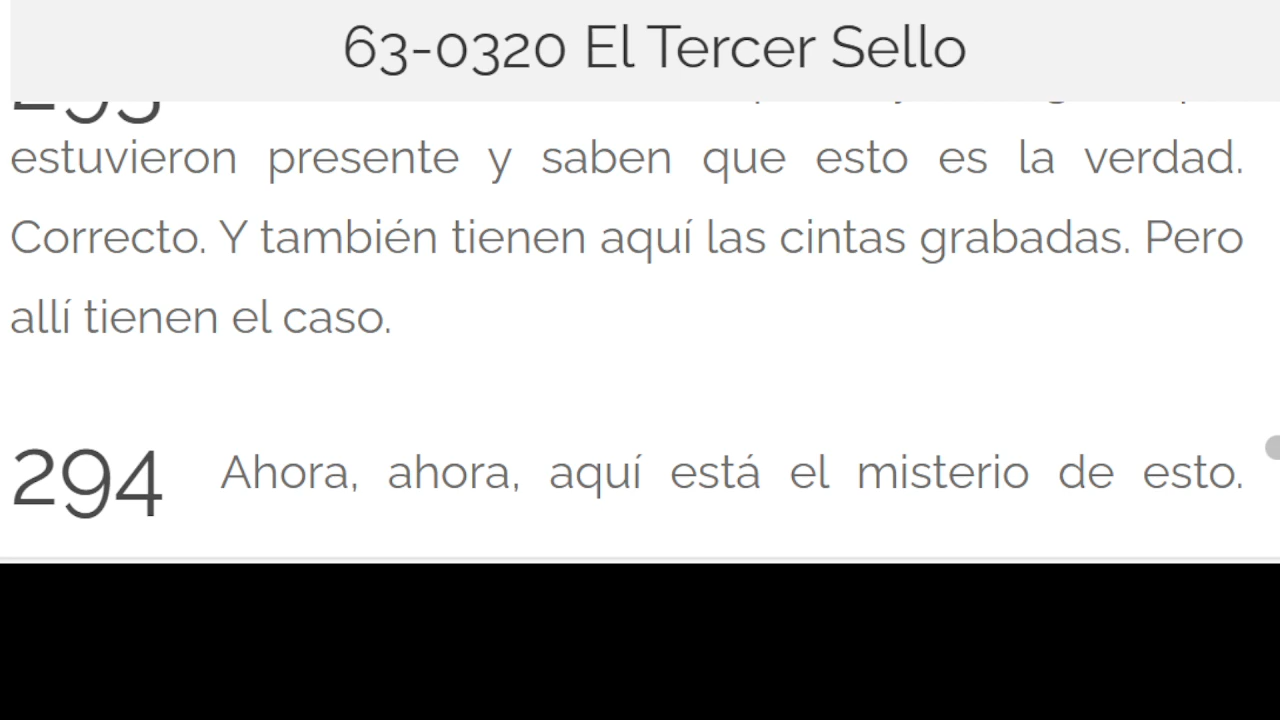 63-0320 El Tercer Sello
estuvieron presente y saben que esto es la verdad.
Correcto. Y también tienen aquí las cintas grabadas. Pero
allí tienen el caso.
294 Ahora, ahora, aquí está el misterio de esto.